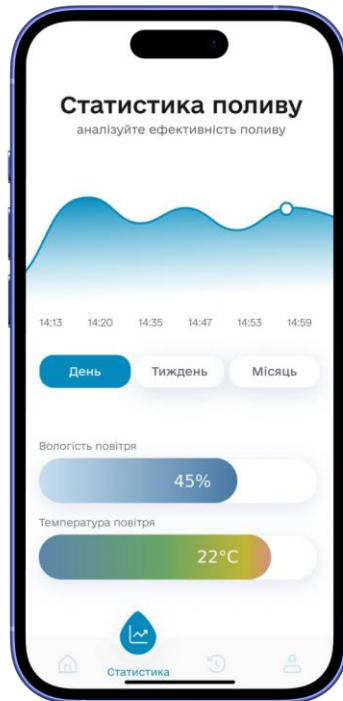 Статистика поливу
аналізуйте ефективність поливу
14:13 14:20 14:35 14:47 14:53 14:59
День Тиждень Місяць
Вологість повітря
45%
Температура повітря
22°C
Статистика